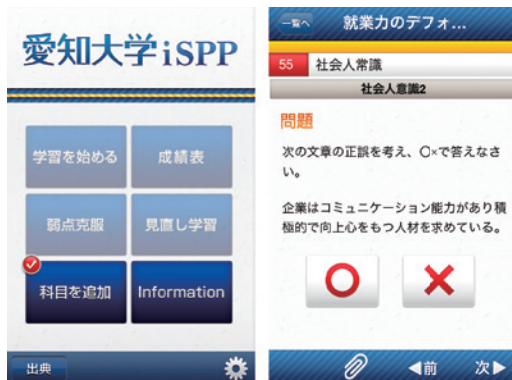 愛知大学iSPP
学習を始める
成績表
弱点克服
見直し学習
科目を追加
Information
出典
一覧へ
就業力のデフォ...
55 社会人常識
社会人意識2
問題
次の文章の正誤を考え、○×で答えなさ
い。
企業はコミュニケーション能力があり積
極的で向上心をもつ人材を求めている。
◀前
次▶